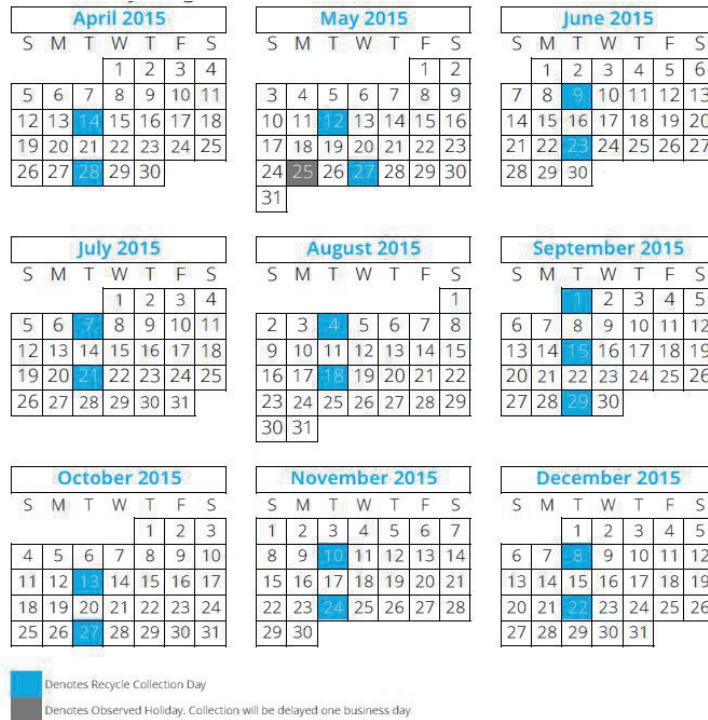 April 2015 May 2015 June 2015
S M T W T F S S M T W T F S S M T W T F S
1 2 3 4 1 2 1 2 3 4 5 6
5 6 7 8 9 10 11 3 4 5 6 7 8 9 7 8 9 10 11 12 13
12 13 14 15 16 17 18 10 11 12 13 14 15 16 14 15 16 17 18 19 20
19 20 21 22 23 24 25 17 18 19 20 21 22 23 21 22 23 24 25 26 27
26 27 28 29 30 24 25 26 27 28 29 30 28 29 30
31
July 2015 August 2015 September 2015
S M T W T F S S M T W T F S S M T W T F S
1 2 3 4 1 1 2 3 4 5
5 6 7 8 9 10 11 2 3 4 5 6 7 8 6 7 8 9 10 11 12
12 13 14 15 16 17 18 9 10 11 12 13 14 15 13 14 15 16 17 18 19
19 20 21 22 23 24 25 16 17 18 19 20 21 22 20 21 22 23 24 25 26
26 27 28 29 30 31 23 24 25 26 27 28 29 27 28 29 30
30 31
October 2015 November 2015 December 2015
S M T W T F S S M T W T F S S M T W T F S
1 2 3 1 2 3 4 5 6 7 1 2 3 4 5
4 5 6 7 8 9 10 8 9 10 11 12 13 14 6 7 8 9 10 11 12
11 12 13 14 15 16 17 15 16 17 18 19 20 21 13 14 15 16 17 18 19
18 19 20 21 22 23 24 22 23 24 25 26 27 28 20 21 22 23 24 25 26
25 26 27 28 29 30 31 29 30 27 28 29 30 31
Denotes Recycle Collection Day
Denotes Observed Holiday. Collection will be delayed one business day